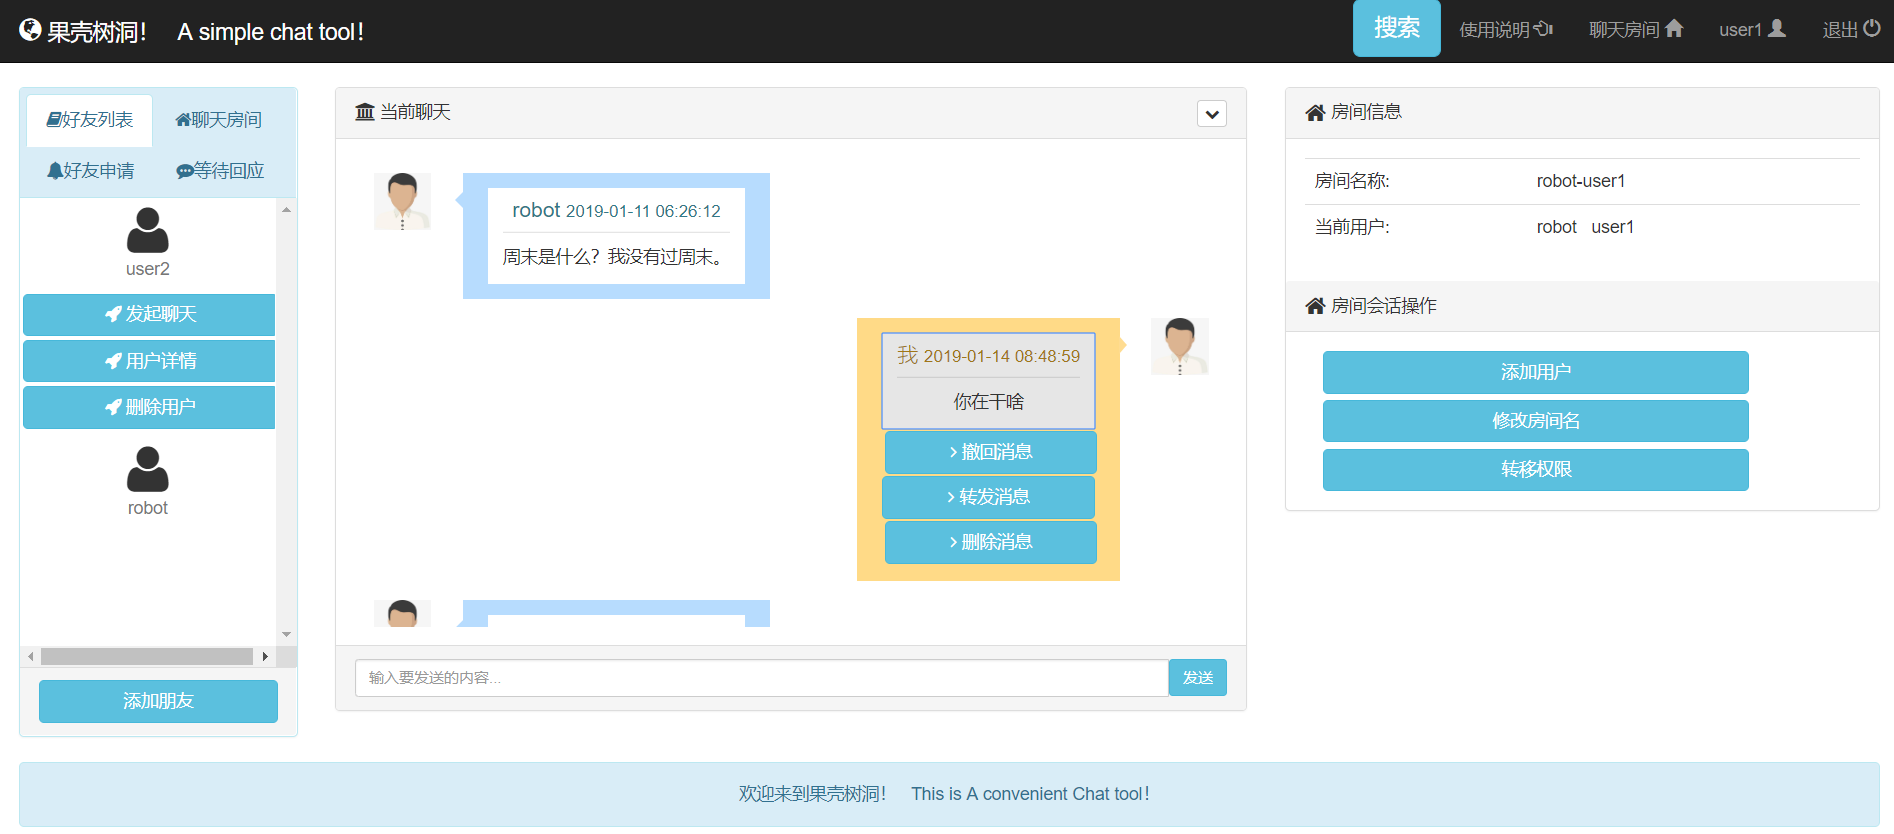 果壳树洞! A simple chat tool!
搜索 使用说明 聊天房间 user1 退出
好友列表 聊天房间
好友申请 等待回应
user2
发起聊天
用户详情
删除用户
robot
添加朋友
当前聊天
robot 2019-01-11 06:26:12
周末是什么?我没有过周末。
我 2019-01-14 08:48:59
你在干啥
撤回消息
转发消息
删除消息
输入要发送的内容... 发送
房间信息
房间名称: robot-user1
当前用户: robot user1
房间会话操作
添加用户
修改房间名
转移权限
欢迎来到果壳树洞! This is A convenient Chat tool!